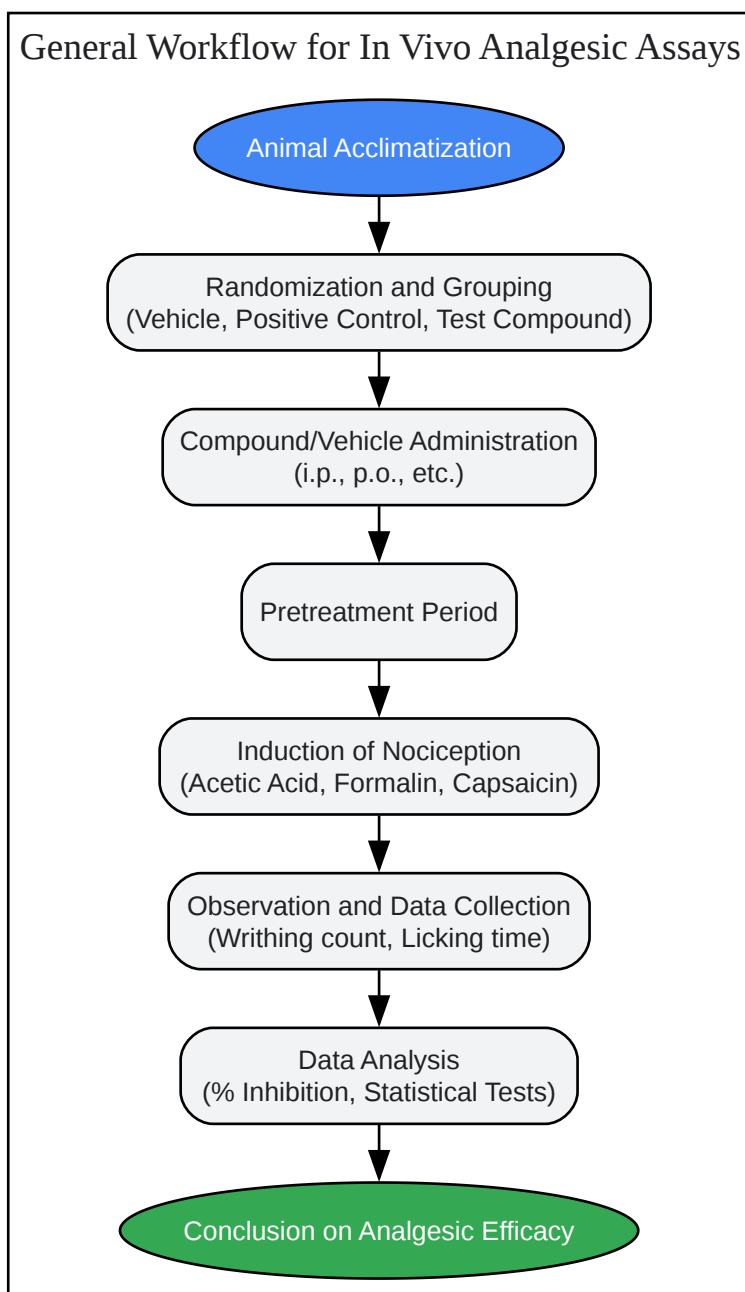 General Workflow for In Vivo Analgesic Assays
Animal Acclimatization
Randomization and Grouping
(Vehicle, Positive Control, Test Compound)
Compound/Vehicle Administration
(i.p., p.o., etc.)
Pretreatment Period
Induction of Nociception
(Acetic Acid, Formalin, Capsaicin)
Observation and Data Collection
(Writhing count, Licking time)
Data Analysis
(% Inhibition, Statistical Tests)
Conclusion on Analgesic Efficacy